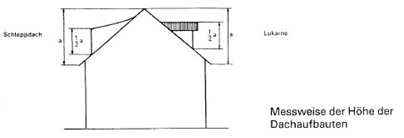 Schleppdach
Lukarne
a
1/2 a
1/2 a
a
Messweise der Höhe der
Dachaufbauten